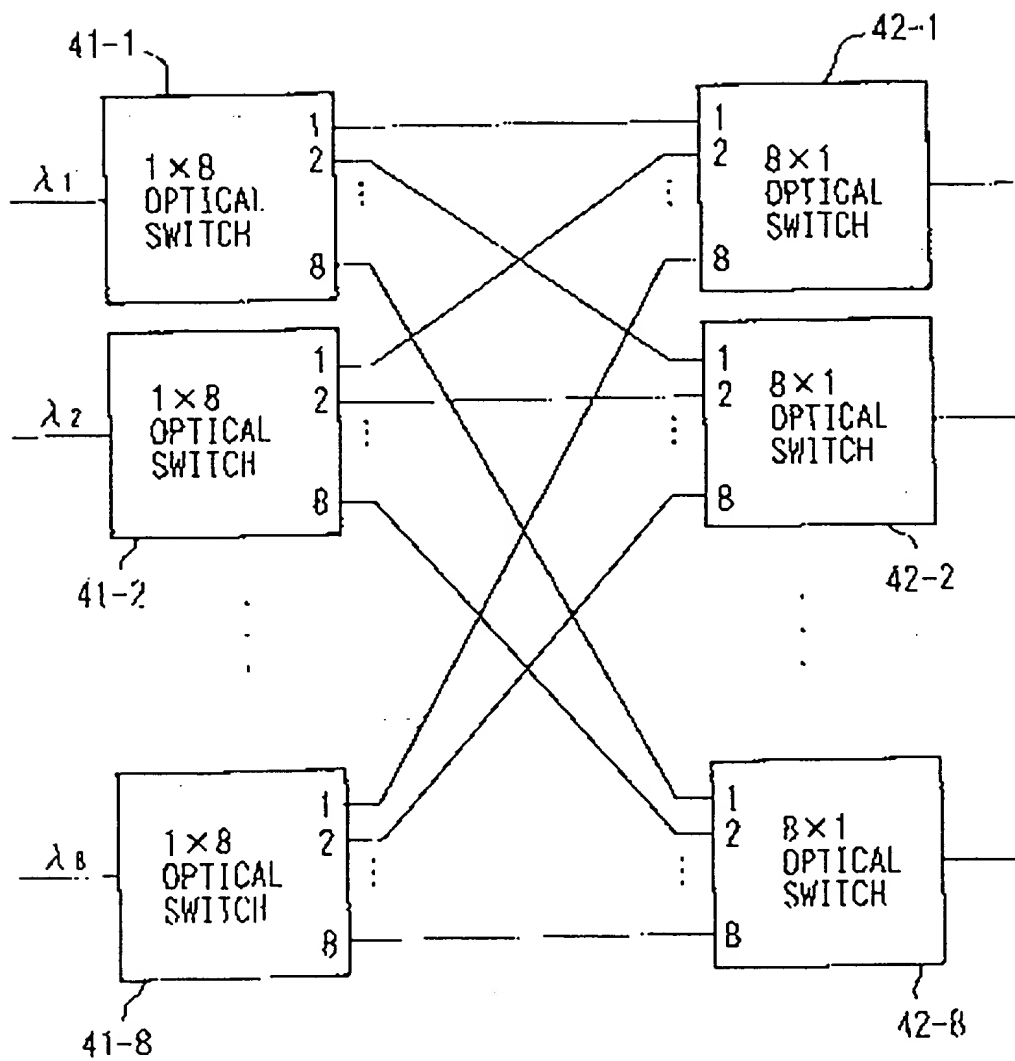 41-1
42-1
λ1
1×8
OPTICAL
SWITCH
1
2
8
1
2
8
8×1
OPTICAL
SWITCH
λ2
1×8
OPTICAL
SWITCH
1
2
8
1
2
8
8×1
OPTICAL
SWITCH
41-2
42-2
λ8
1×8
OPTICAL
SWITCH
1
2
8
1
2
8
8×1
OPTICAL
SWITCH
41-8
42-8